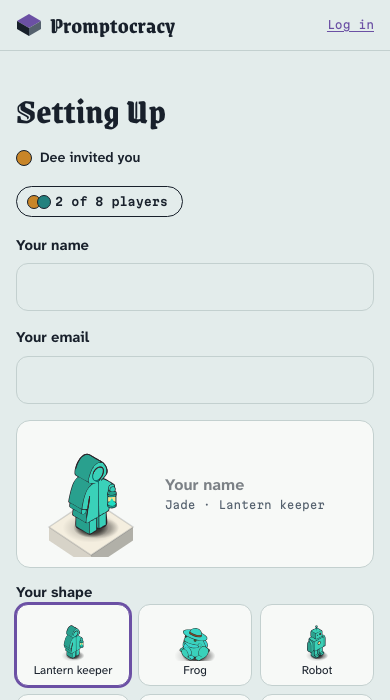 Promptocracy
Log in
Setting Up
Dee invited you
2 of 8 players
Your name
Your email
Your name
Jade · Lantern keeper
Your shape
Lantern keeper
Frog
Robot